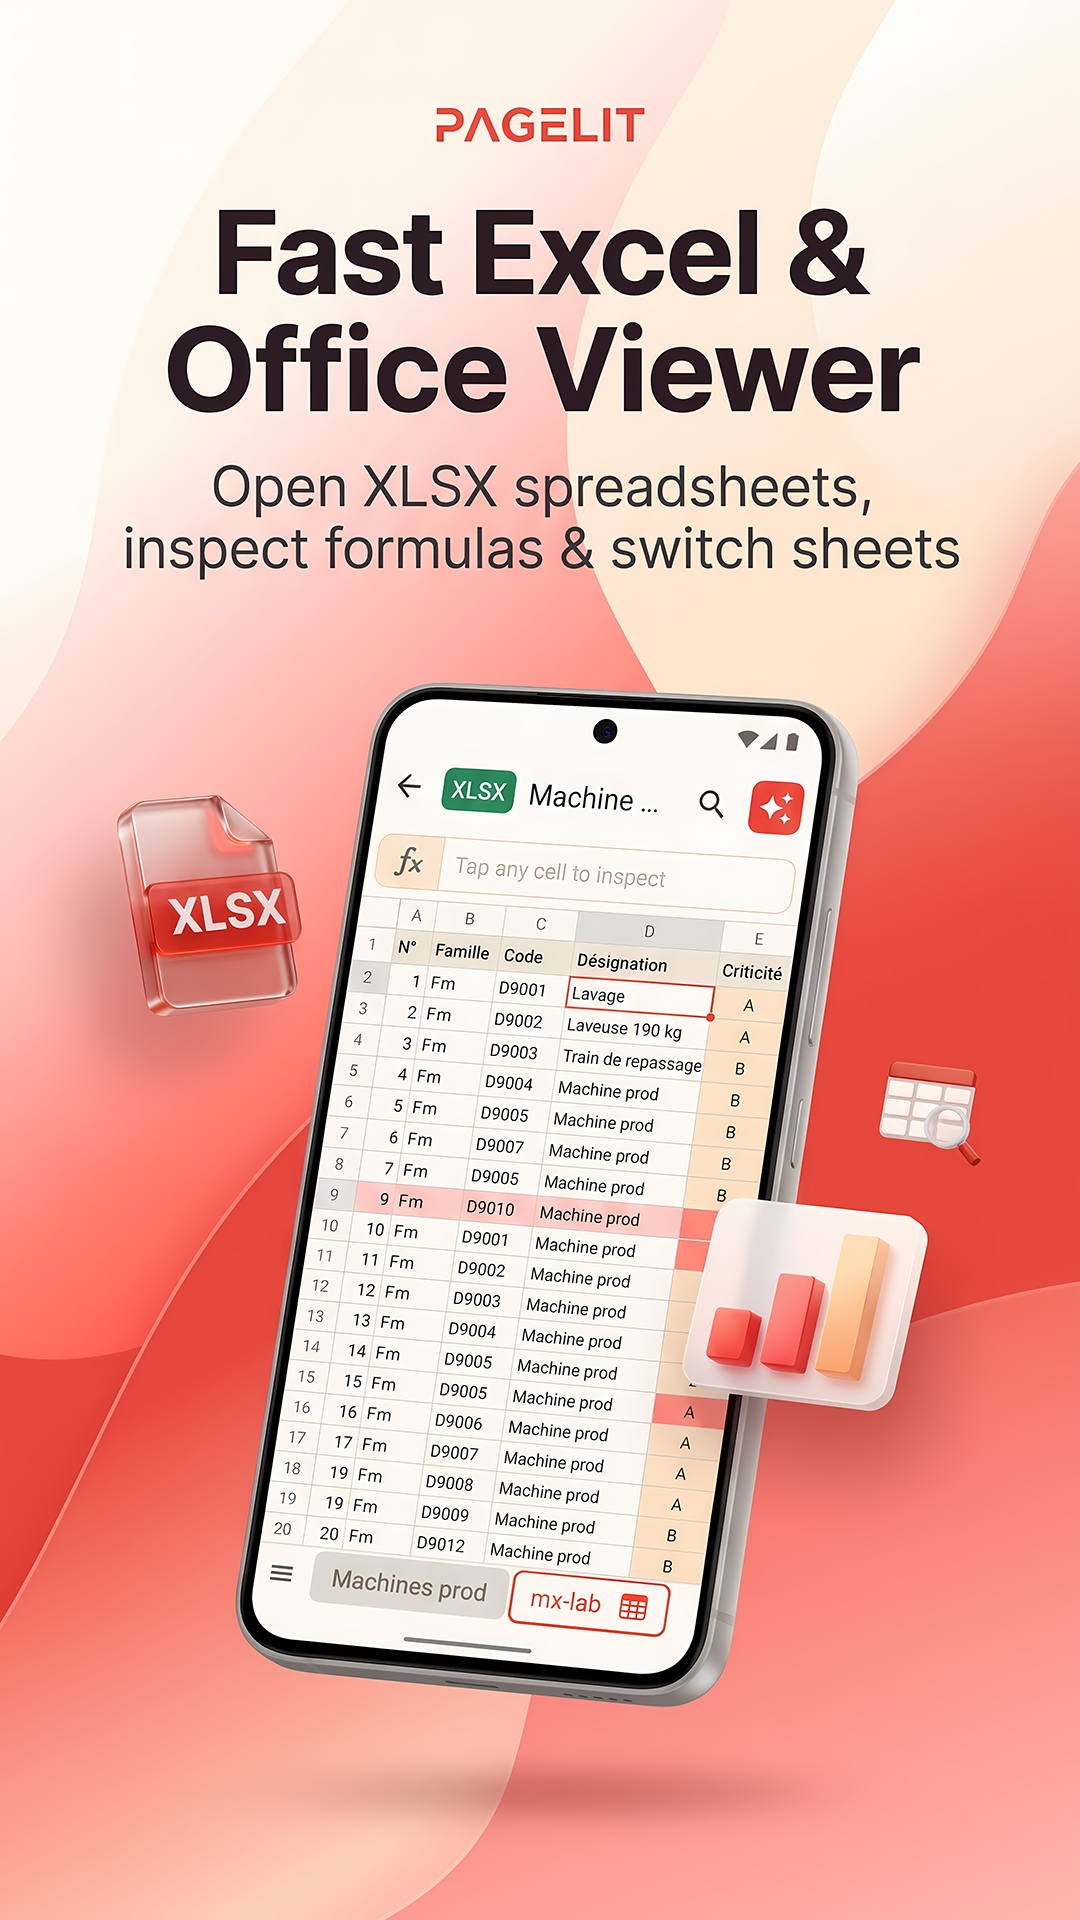 PAGELIT
Fast Excel &
Office Viewer
Open XLSX spreadsheets,
inspect formulas & switch sheets
XLSX Machine ...
fx Tap any cell to inspect
A B C D E
1 N° Famille Code Désignation Criticité
2 1 Fm D9001 Lavage A
3 2 Fm D9002 Laveuse 190 kg A
4 3 Fm D9003 Train de repassage B
5 4 Fm D9004 Machine prod B
6 5 Fm D9005 Machine prod B
7 6 Fm D9007 Machine prod B
8 7 Fm D9005 Machine prod B
9 9 Fm D9010 Machine prod
10 10 Fm D9001 Machine prod
11 11 Fm D9002 Machine prod
12 12 Fm D9003 Machine prod
13 13 Fm D9004 Machine prod
14 14 Fm D9005 Machine prod
15 15 Fm D9005 Machine prod A
16 16 Fm D9006 Machine prod A
17 17 Fm D9007 Machine prod A
18 19 Fm D9008 Machine prod A
19 19 Fm D9009 Machine prod B
20 20 Fm D9012 Machine prod B
Machines prod mx-lab
XLSX